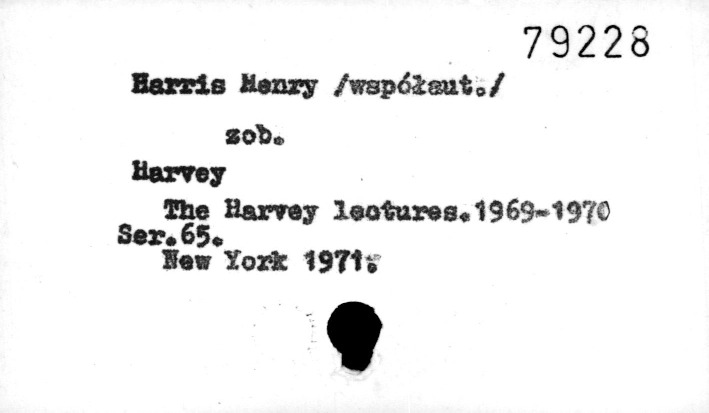 79228
Harris Henry /współaut./
zob.
Harvey
The Harvey lectures.1969-1970
Ser.65.
New York 1971.